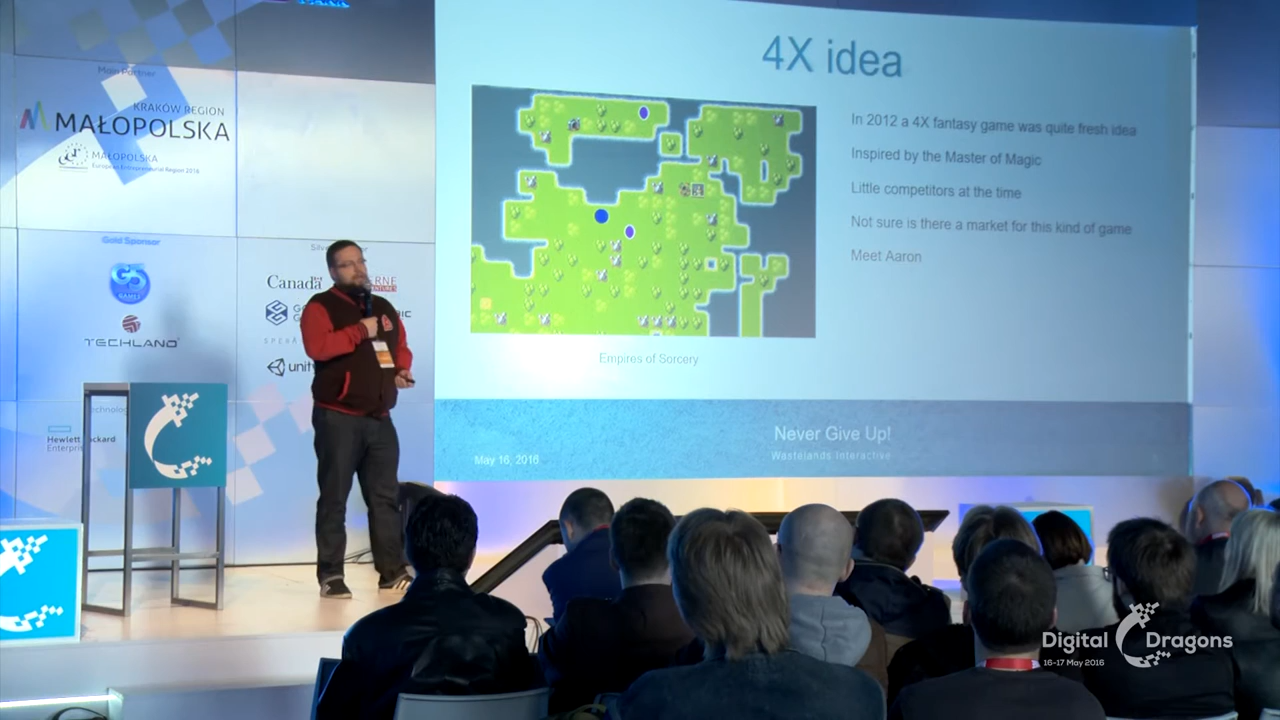 Main Partner
KRAKÓW REGION
MAŁOPOLSKA
MAŁOPOLSKA
European Entrepreneurial Region 2016
Gold Sponsor
G5
GAMES
TECHLAND
Canada
unity
Hewlett Packard
Enterprise
4X idea
In 2012 a 4X fantasy game was quite fresh idea
Inspired by the Master of Magic
Little competitors at the time
Not sure is there a market for this kind of game
Meet Aaron
Empires of Sorcery
Never Give Up!
Wastelands Interactive
May 16, 2016
Digital Dragons
16-17 May 2016